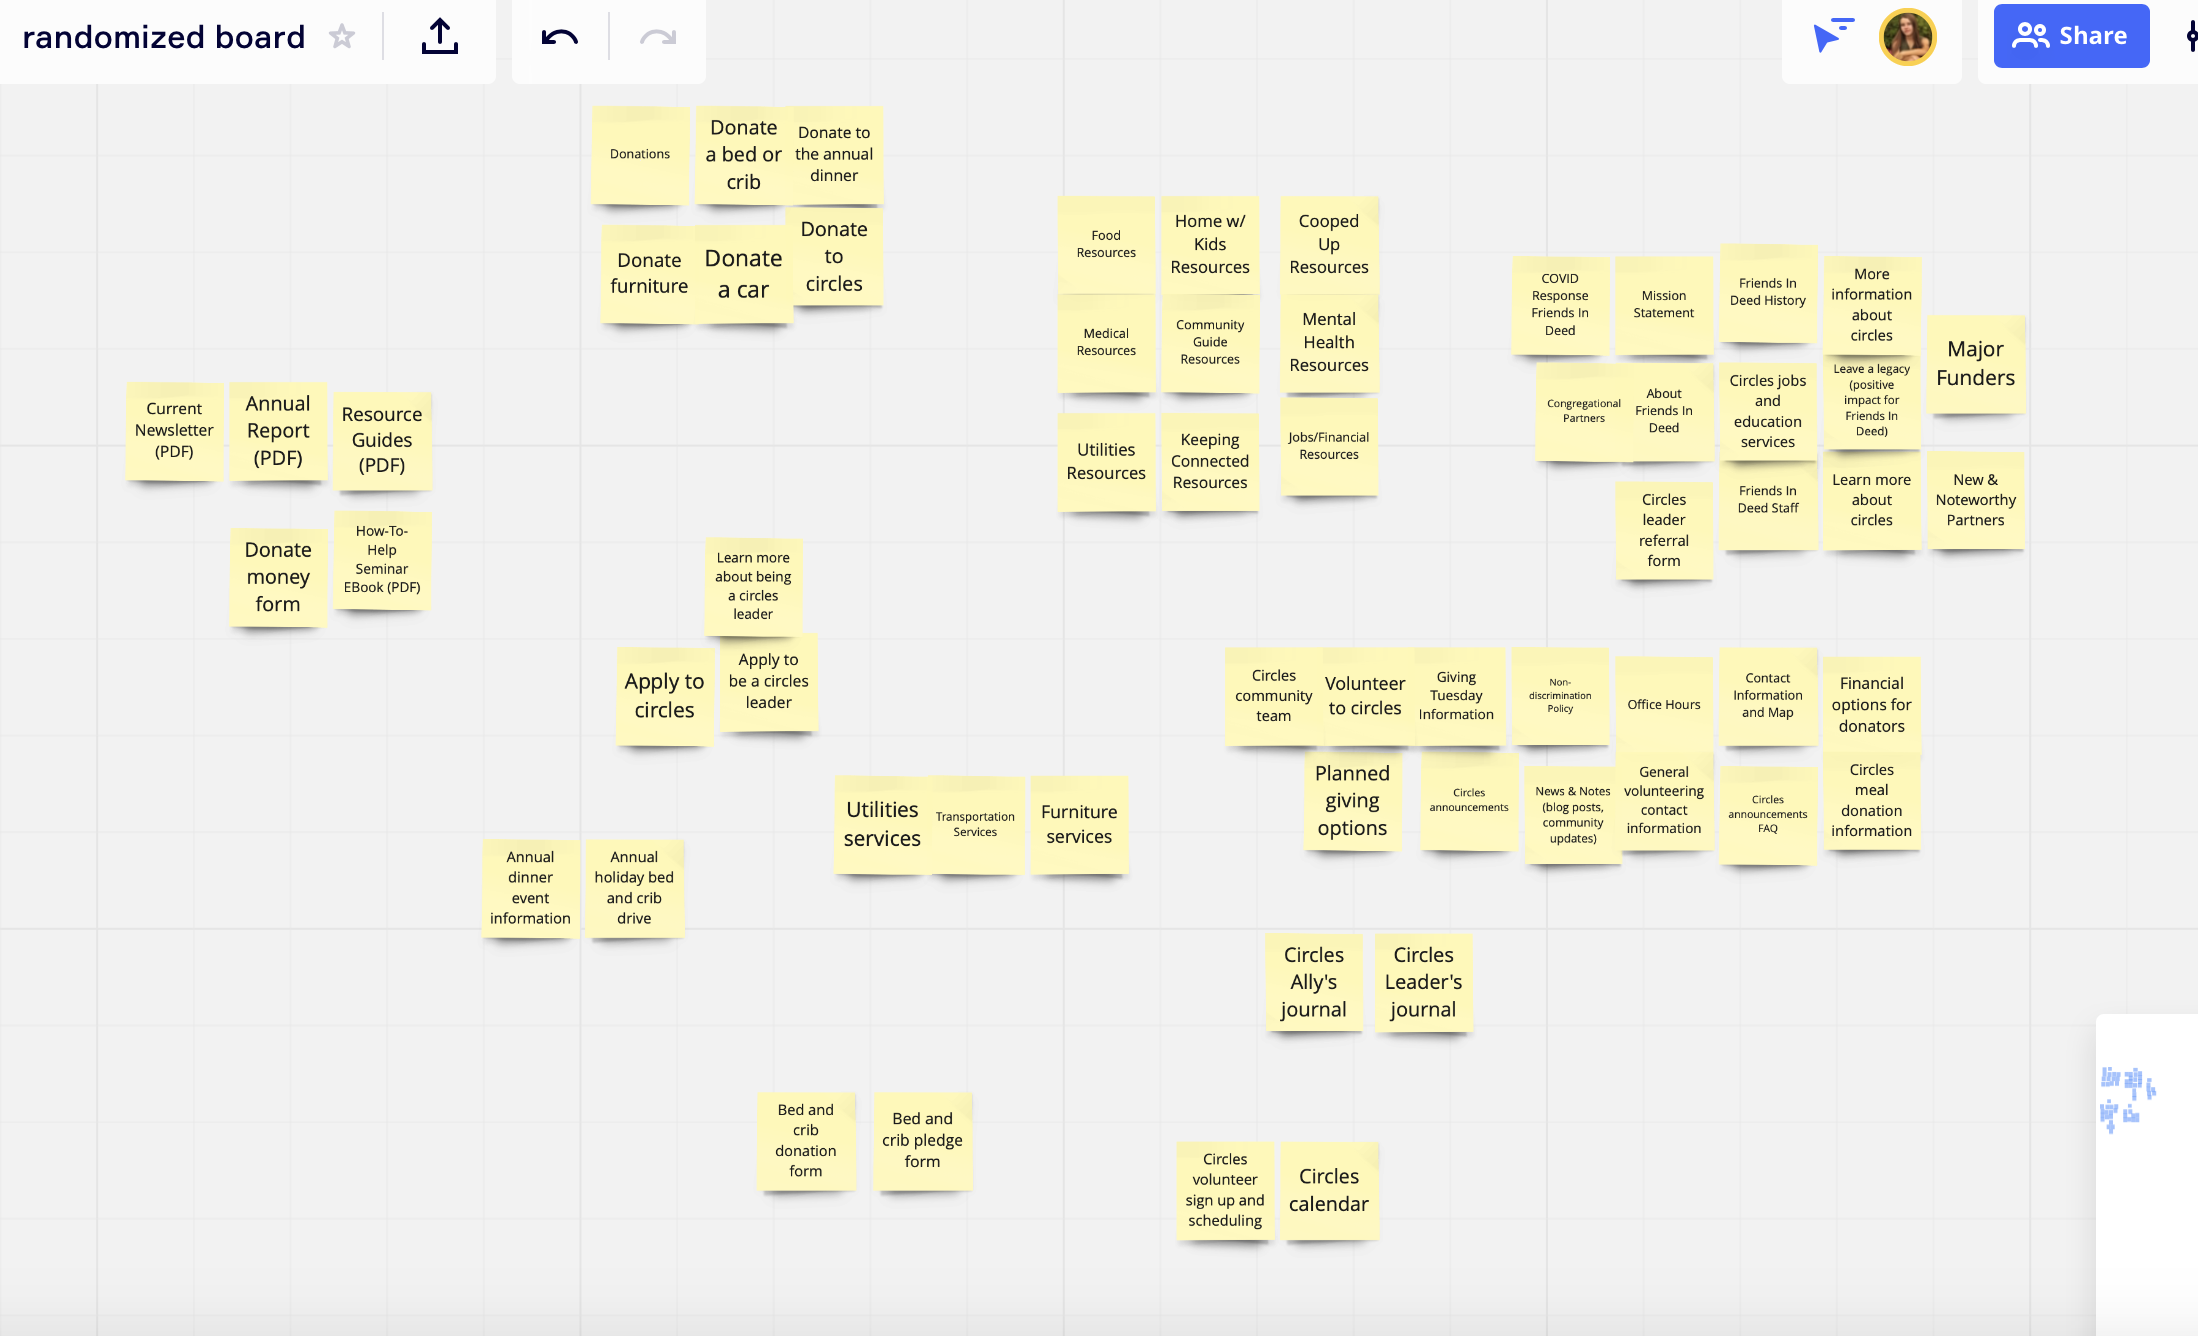 randomized board
Share
Donations
Donate
a bed or
crib
Donate to
the annual
dinner
Donate
furniture
Donate
a car
Donate
to
circles
Food
Resources
Home w/
Kids
Resources
Cooped
Up
Resources
Medical
Resources
Community
Guide
Resources
Mental
Health
Resources
Utilities
Resources
Keeping
Connected
Resources
Jobs/Financial
Resources
COVID
Response
Friends In
Deed
Mission
Statement
Friends In
Deed History
More
information
about
circles
Major
Funders
Congregational
Partners
About
Friends In
Deed
Circles jobs
and
education
services
Leave a legacy
(positive
impact for
Friends In
Deed)
Circles
leader
referral
form
Friends In
Deed Staff
Learn more
about
circles
New &
Noteworthy
Partners
Current
Newsletter
(PDF)
Annual
Report
(PDF)
Resource
Guides
(PDF)
Donate
money
form
How-To-
Help
Seminar
EBook (PDF)
Learn more
about being
a circles
leader
Apply to
circles
Apply to
be a circles
leader
Circles
community
team
Volunteer
to circles
Giving
Tuesday
Information
Non-
discrimination
Policy
Office Hours
Contact
Information
and Map
Financial
options for
donators
Planned
giving
options
Circles
announcements
News & Notes
(blog posts,
community
updates)
General
volunteering
contact
information
Circles
announcements
FAQ
Circles
meal
donation
information
Utilities
services
Transportation
Services
Furniture
services
Annual
dinner
event
information
Annual
holiday bed
and crib
drive
Circles
Ally's
journal
Circles
Leader's
journal
Bed and
crib
donation
form
Bed and
crib pledge
form
Circles
volunteer
sign up and
scheduling
Circles
calendar